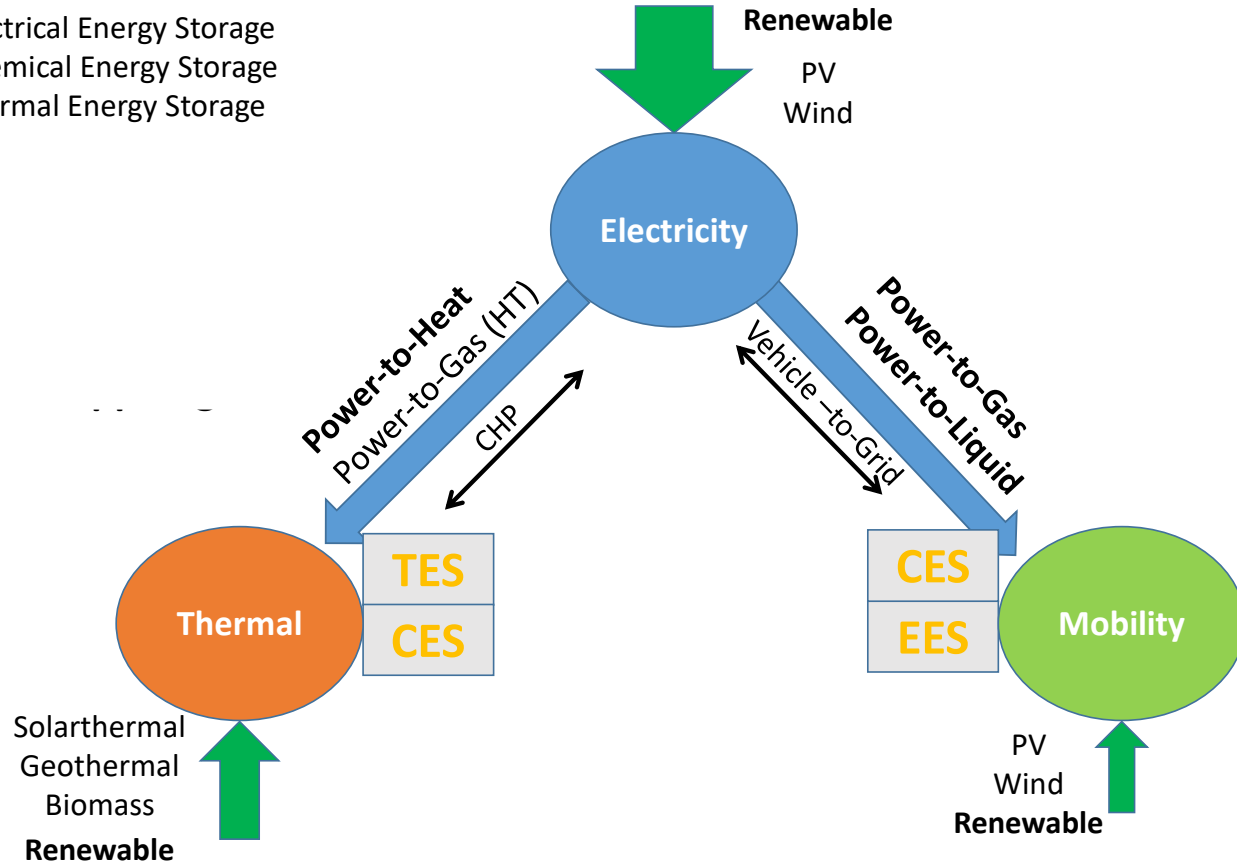 ctrical Energy Storage
emical Energy Storage
rmal Energy Storage
Renewable
PV
Wind
Electricity
Power-to-Heat
Power-to-Gas (HT)
CHP
Vehicle –to-Grid
Power-to-Gas
Power-to-Liquid
TES
CES
Thermal
CES
EES
Mobility
Solarthermal
Geothermal
Biomass
Renewable
PV
Wind
Renewable